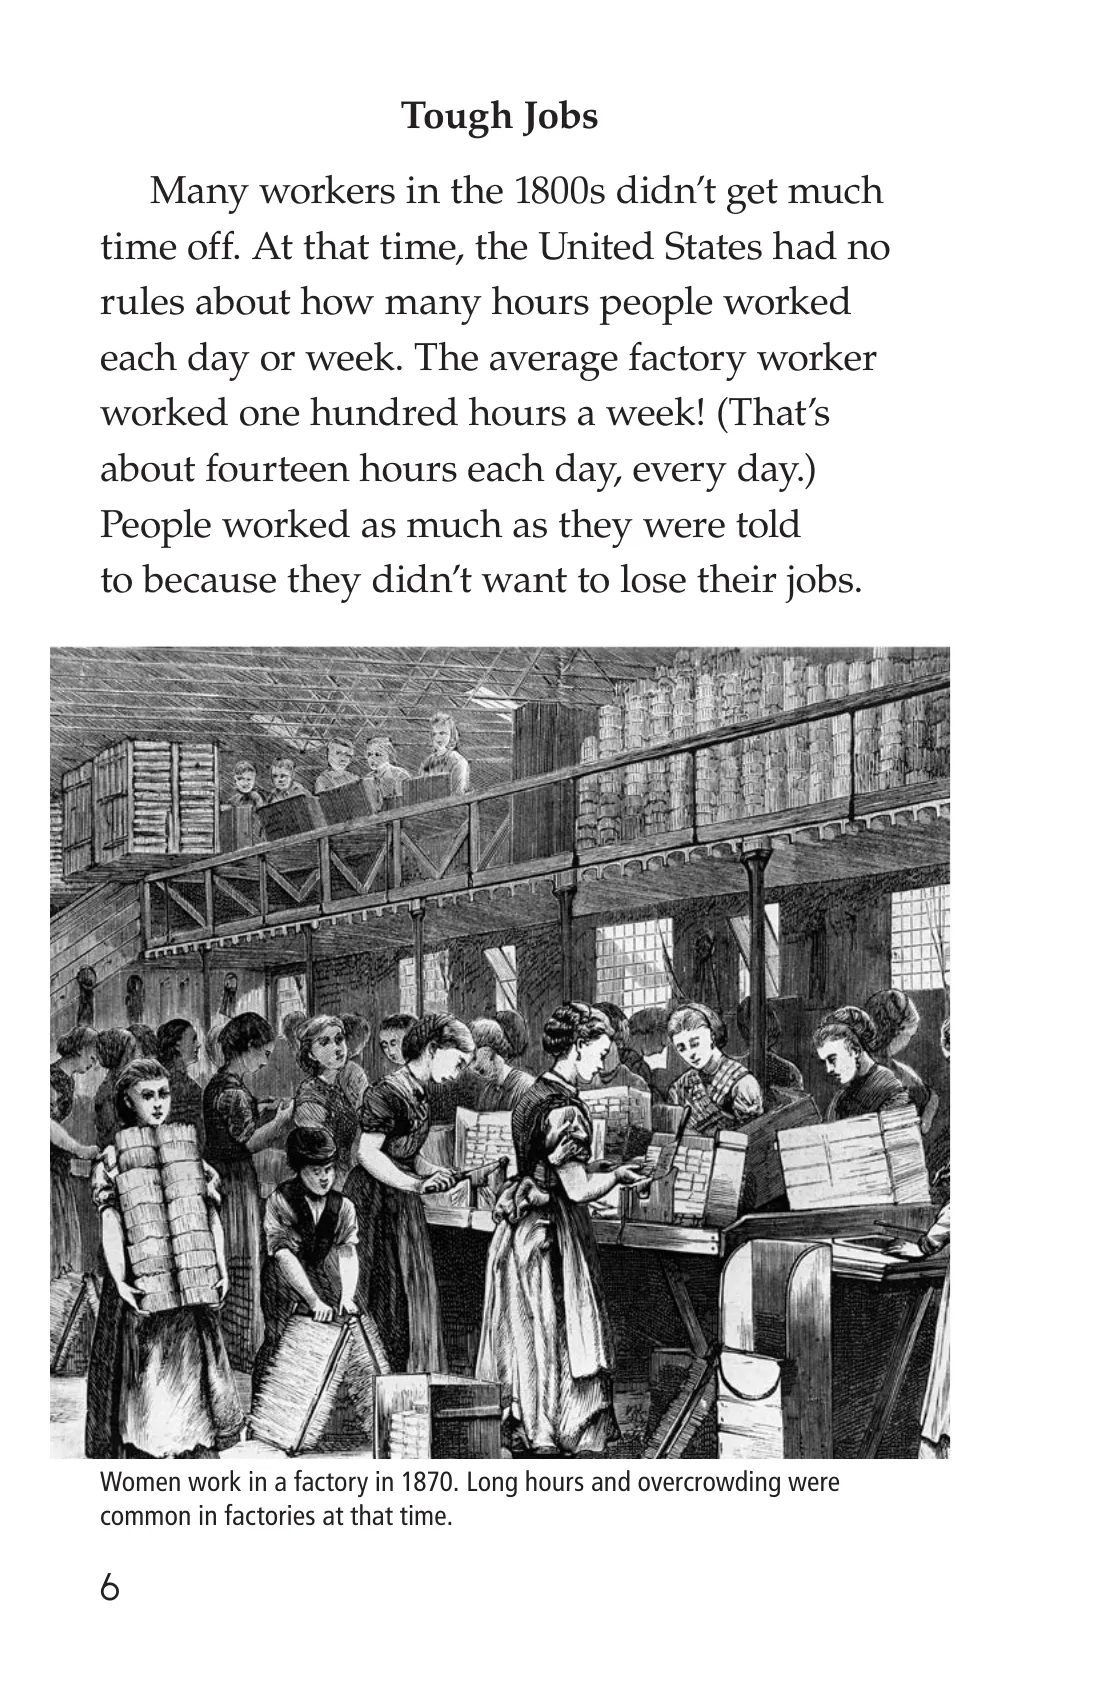 Tough Jobs
Many workers in the 1800s didn’t get much
time off. At that time, the United States had no
rules about how many hours people worked
each day or week. The average factory worker
worked one hundred hours a week! (That’s
about fourteen hours each day, every day.)
People worked as much as they were told
to because they didn’t want to lose their jobs.
Women work in a factory in 1870. Long hours and overcrowding were
common in factories at that time.
6